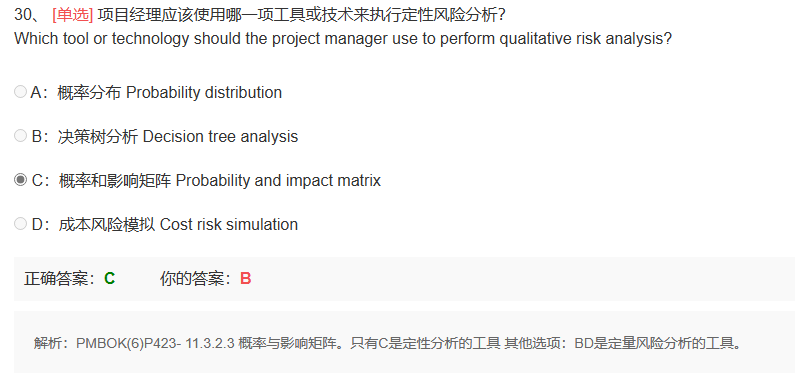 30、 [单选] 项目经理应该使用哪一项工具或技术来执行定性风险分析?
Which tool or technology should the project manager use to perform qualitative risk analysis?
A：概率分布 Probability distribution
B：决策树分析 Decision tree analysis
C：概率和影响矩阵 Probability and impact matrix
D：成本风险模拟 Cost risk simulation
正确答案：C 你的答案：B
解析：PMBOK(6)P423- 11.3.2.3 概率与影响矩阵。只有C是定性分析的工具 其他选项：BD是定量风险分析的工具。